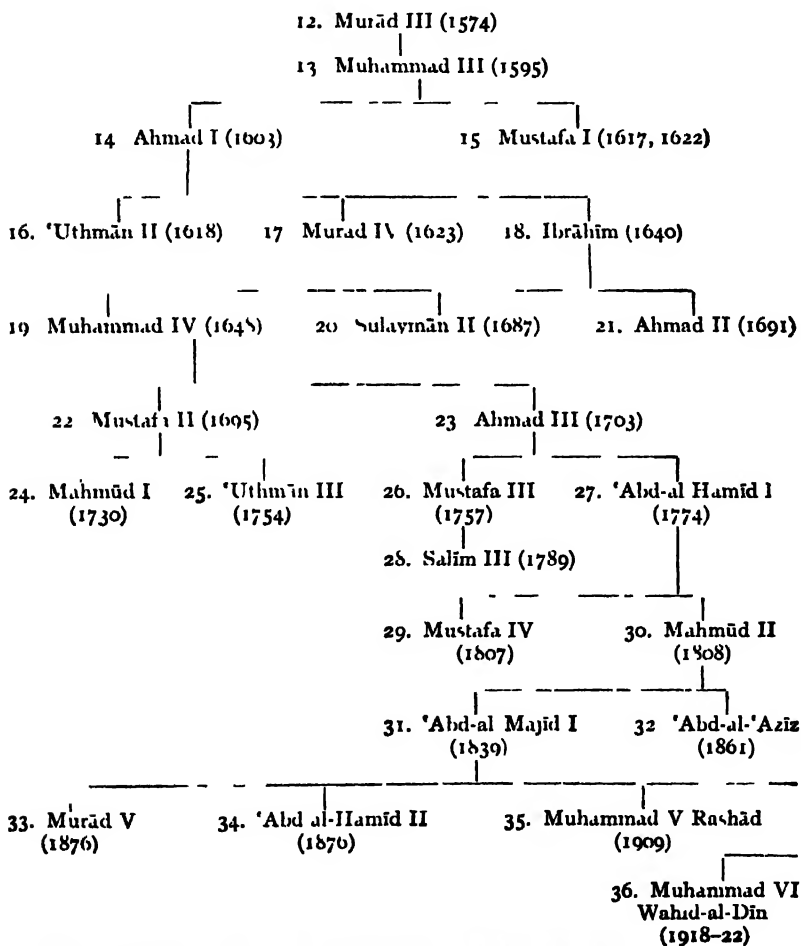 12. Murād III (1574)
13 Muhammad III (1595)
14 Ahmad I (1603) 15 Mustafa I (1617, 1622)
16. 'Uthmān II (1618) 17 Murad IV (1623) 18. Ibrāhīm (1640)
19 Muhammad IV (1648) 20 Sulaymān II (1687) 21. Ahmad II (1691)
22 Mustafa II (1695) 23 Ahmad III (1703)
24. Mahmūd I 25. 'Uthmān III 26. Mustafa III 27. 'Abd-al Hamīd I
(1730) (1754) (1757) (1774)
28. Salīm III (1789)
29. Mustafa IV 30. Mahmūd II
(1807) (1808)
31. 'Abd-al Majīd I 32 'Abd-al-'Azīz
(1839) (1861)
33. Murād V 34. 'Abd al-Hamīd II 35. Muhammad V Rashād
(1876) (1876) (1909)
36. Muhammad VI
Wahīd-al-Dīn
(1918–22)